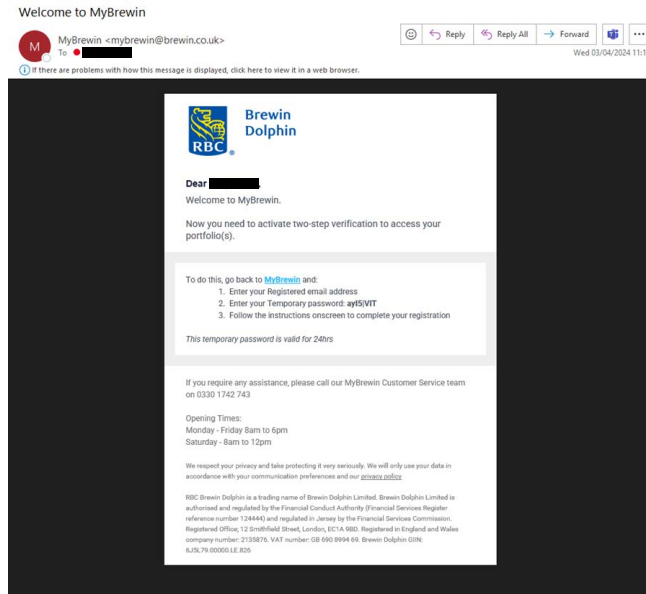 Welcome to MyBrewin
M
MyBrewin <mybrewin@brewin.co.uk>
To
Reply
Reply All
Forward
Wed 03/04/2024 11:1
If there are problems with how this message is displayed, click here to view it in a web browser.
RBC
Brewin
Dolphin
Dear
Welcome to MyBrewin.
Now you need to activate two-step verification to access your
portfolio(s).
To do this, go back to MyBrewin and:
1. Enter your Registered email address
2. Enter your Temporary password: ayI5|VIT
3. Follow the instructions onscreen to complete your registration
This temporary password is valid for 24hrs
If you require any assistance, please call our MyBrewin Customer Service team
on 0330 1742 743
Opening Times:
Monday - Friday 8am to 6pm
Saturday - 8am to 12pm
We respect your privacy and take protecting it very seriously. We will only use your data in
accordance with your communication preferences and our privacy policy
RBC Brewin Dolphin is a trading name of Brewin Dolphin Limited. Brewin Dolphin Limited is
authorised and regulated by the Financial Conduct Authority (Financial Services Register
reference number 124444) and regulated in Jersey by the Financial Services Commission.
Registered Office; 12 Smithfield Street, London, EC1A 9BD. Registered in England and Wales
company number: 2135876. VAT number: GB 690 8994 69. Brewin Dolphin GIIN:
6J5L79.00000.LE.826